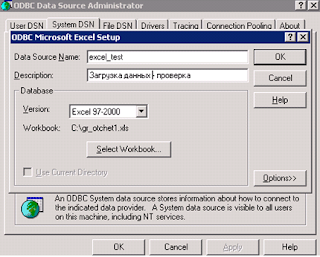 ODBC Data Source Administrator
User DSN System DSN File DSN Drivers Tracing Connection Pooling About
ODBC Microsoft Excel Setup
Data Source Name: excel_test OK
Description: Загрузка данных - проверка Cancel
Database Help
Version: Excel 97-2000
Workbook: C:\gr_otchet1.xls
Select Workbook...
Use Current Directory Options>>
An ODBC System data source stores information about how to connect to
the indicated data provider. A System data source is visible to all users
on this machine, including NT services.
OK Cancel Apply Help